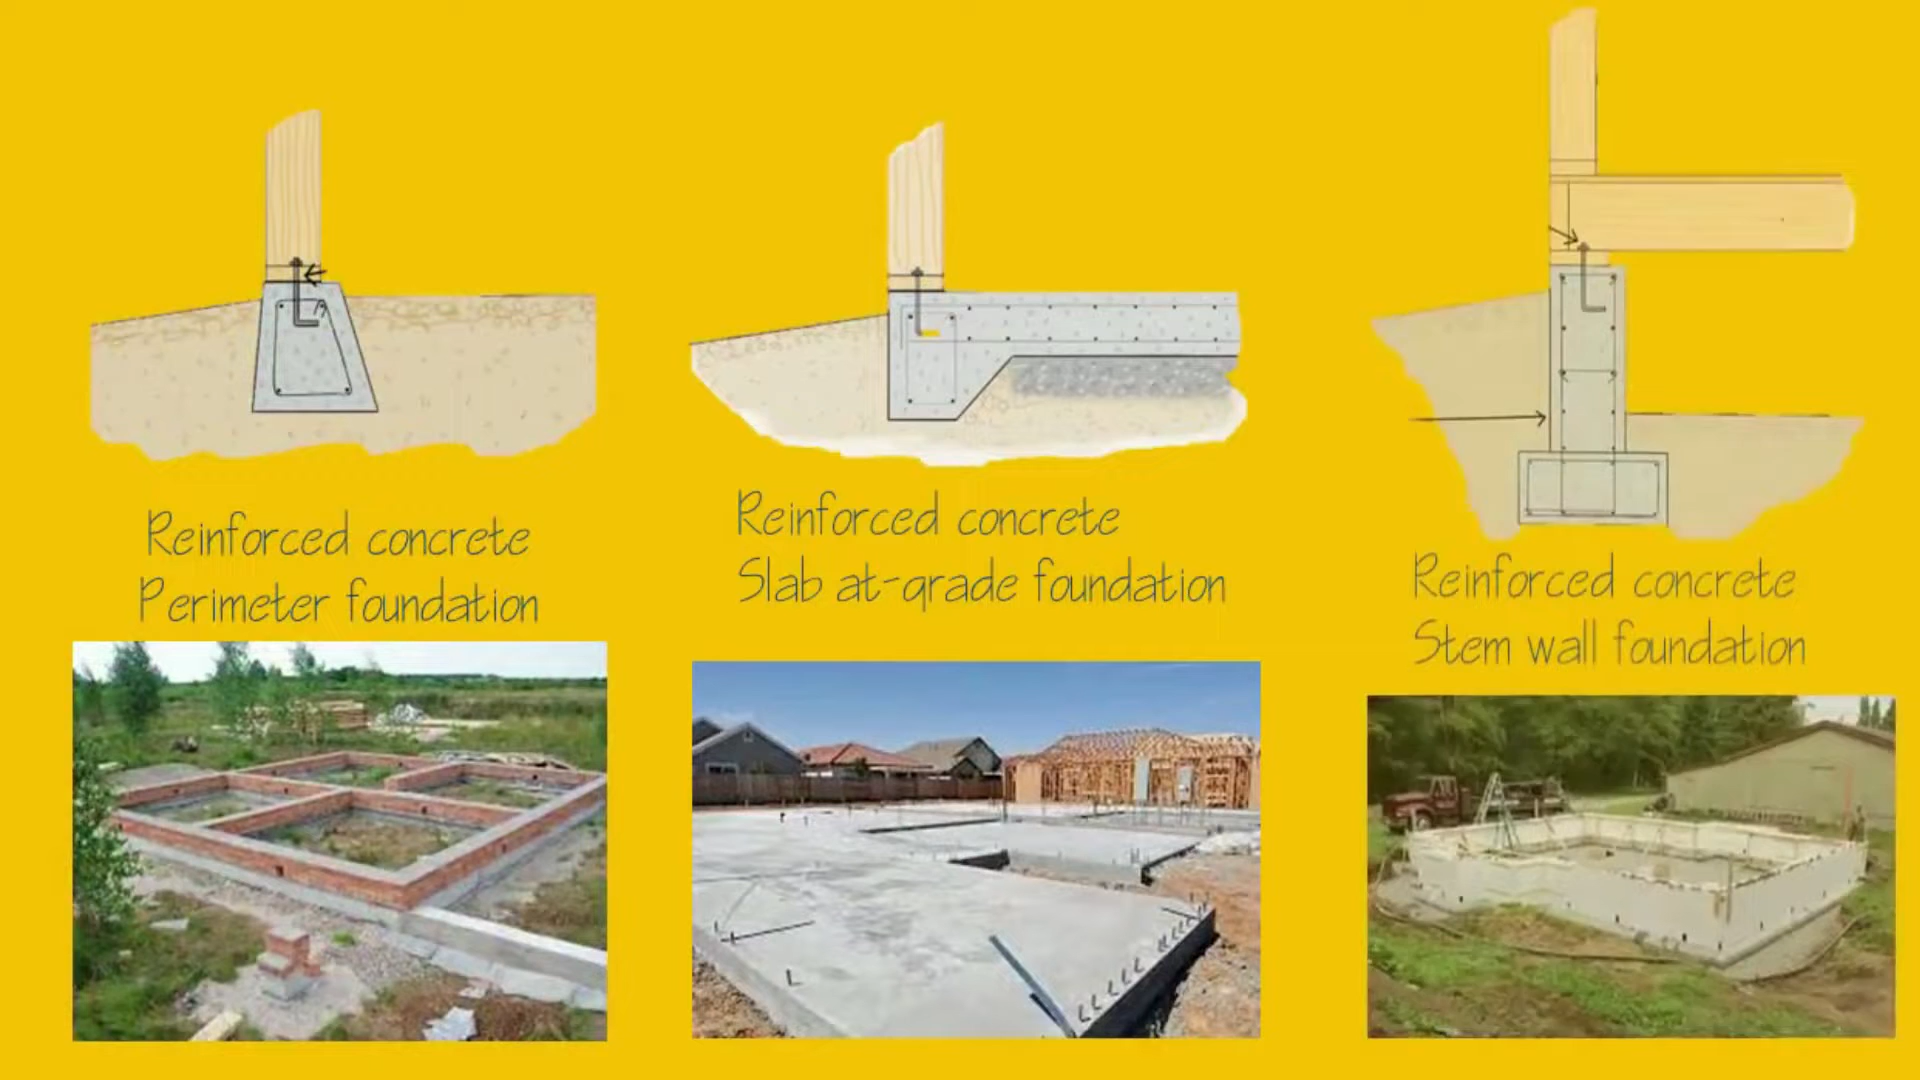 Reinforced concrete
Perimeter foundation
Reinforced concrete
Slab at-grade foundation
Reinforced concrete
Stem wall foundation